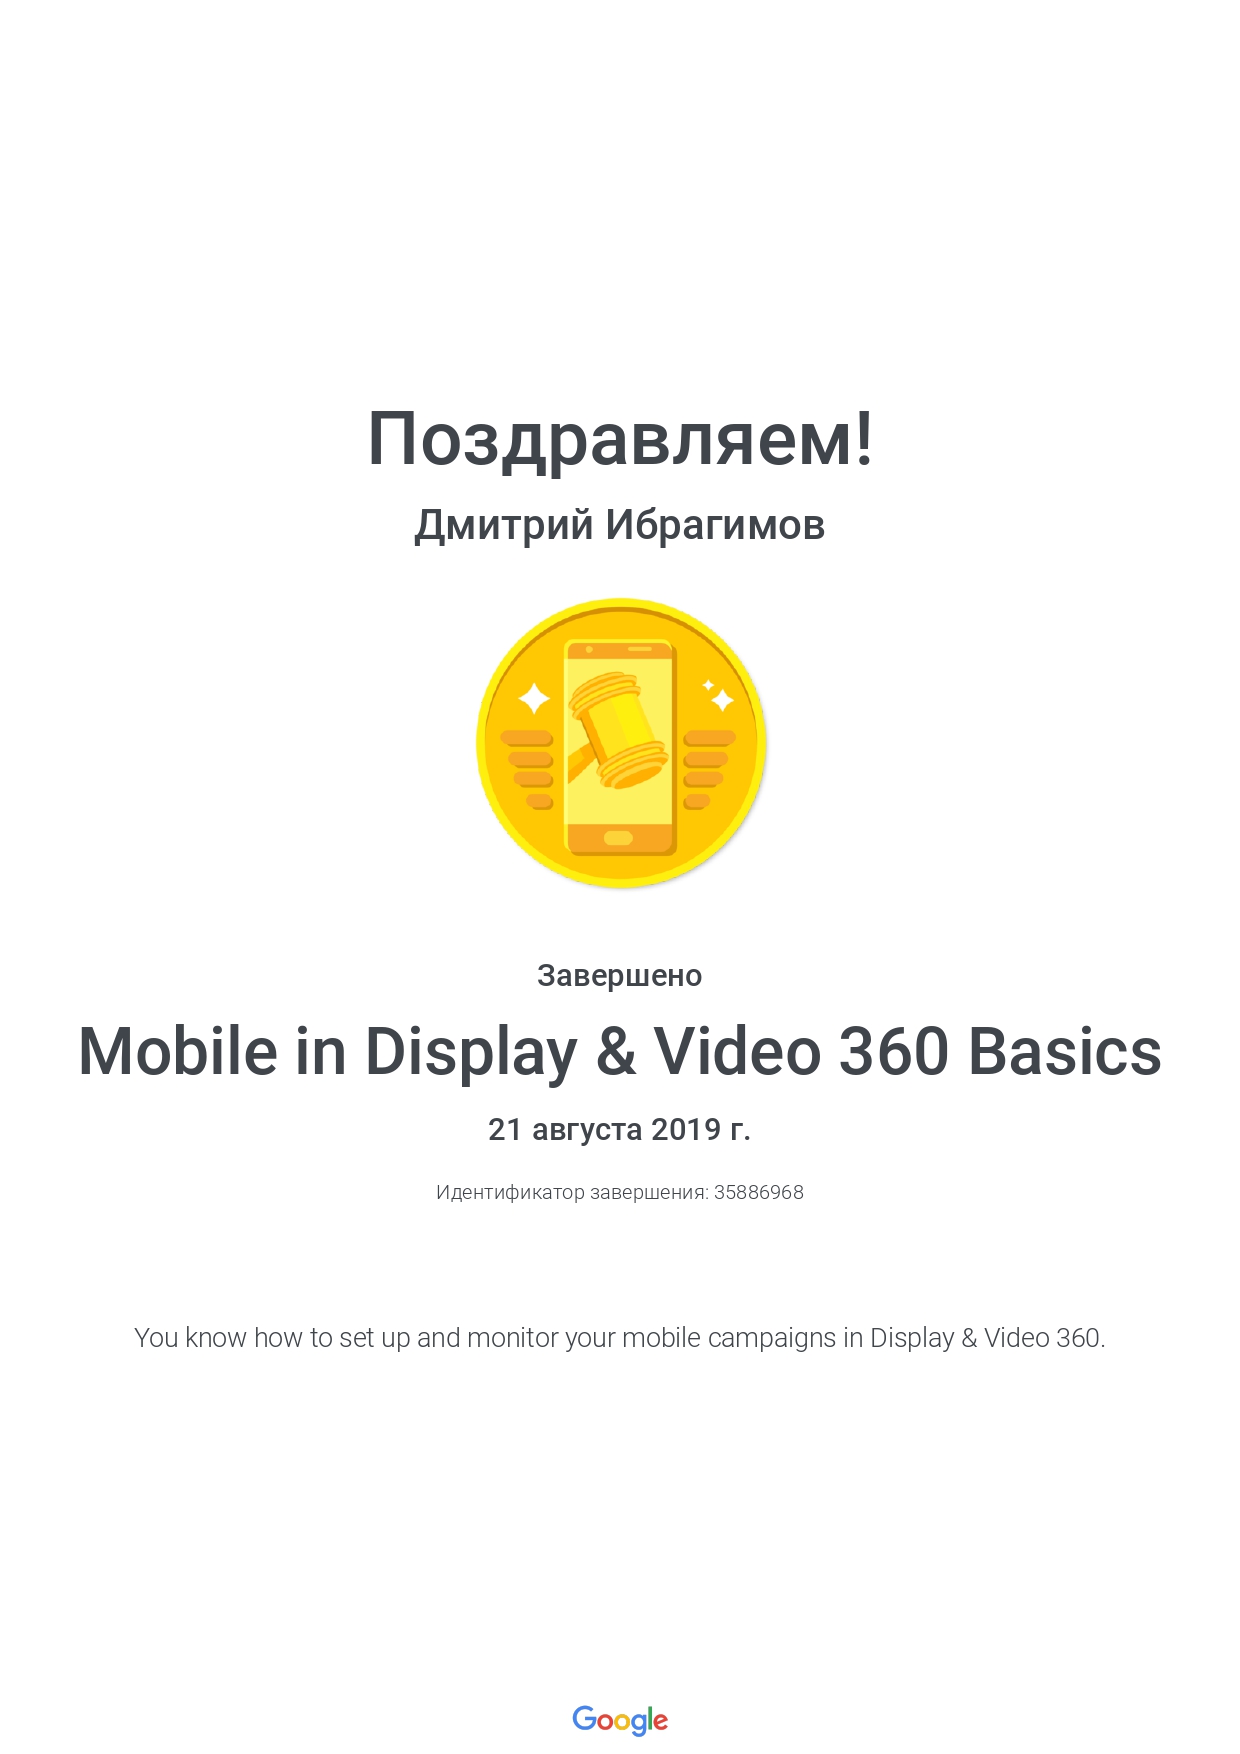 Поздравляем!
Дмитрий Ибрагимов
Завершено
Mobile in Display & Video 360 Basics
21 августа 2019 г.
Идентификатор завершения: 35886968
You know how to set up and monitor your mobile campaigns in Display & Video 360.
Google